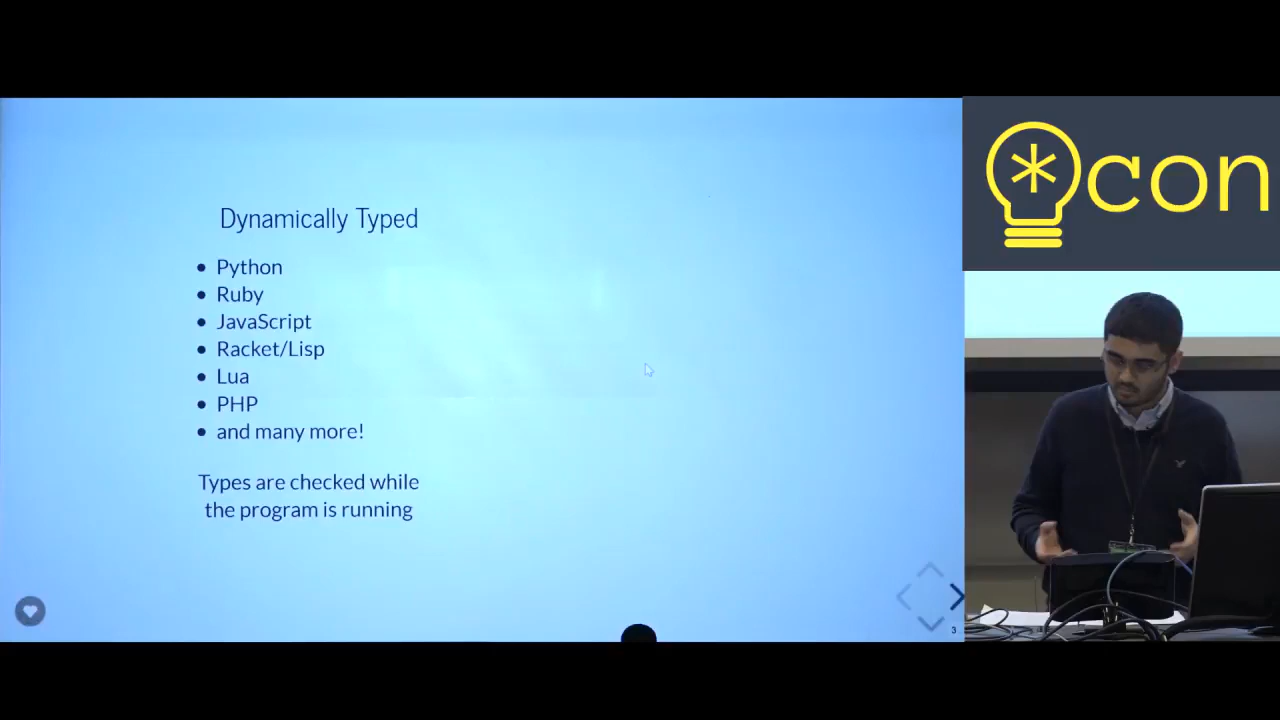 Dynamically Typed
• Python
• Ruby
• JavaScript
• Racket/Lisp
• Lua
• PHP
• and many more!
Types are checked while
the program is running
3
*con